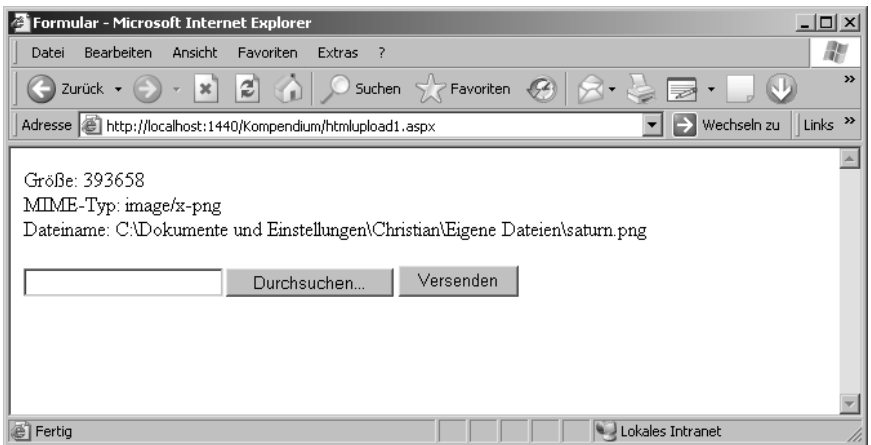 Formular - Microsoft Internet Explorer
Datei Bearbeiten Ansicht Favoriten Extras ?
Zurück Suchen Favoriten »
Adresse http://localhost:1440/Kompendium/htmlupload1.aspx Wechseln zu Links »
Größe: 393658
MIME-Typ: image/x-png
Dateiname: C:\Dokumente und Einstellungen\Christian\Eigene Dateien\saturn.png
Durchsuchen... Versenden
Fertig Lokales Intranet